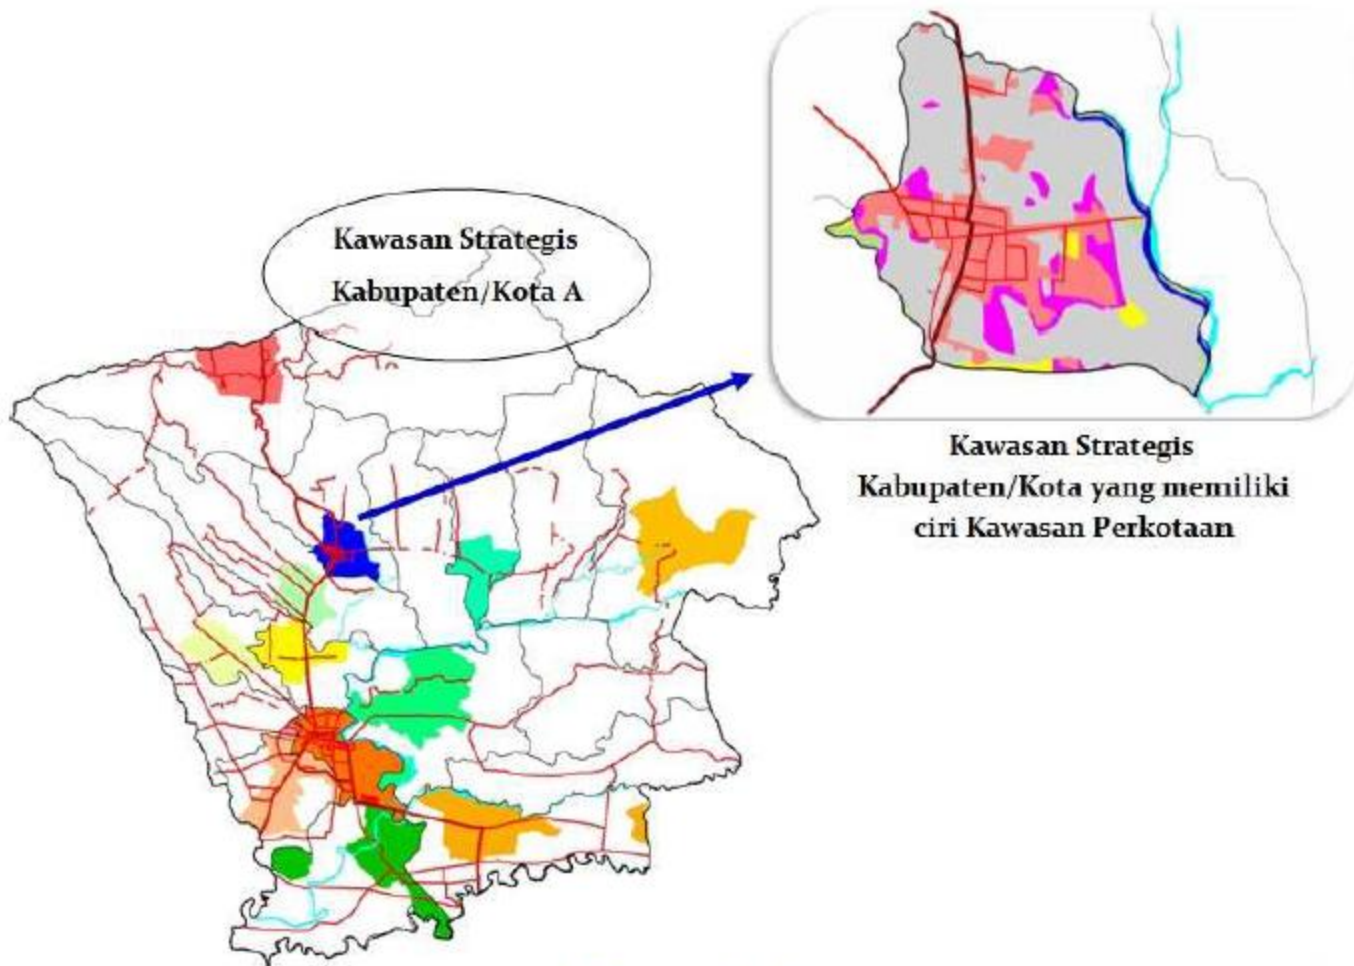 Kawasan Strategis
Kabupaten/Kota A
Kawasan Strategis
Kabupaten/Kota yang memiliki
ciri Kawasan Perkotaan